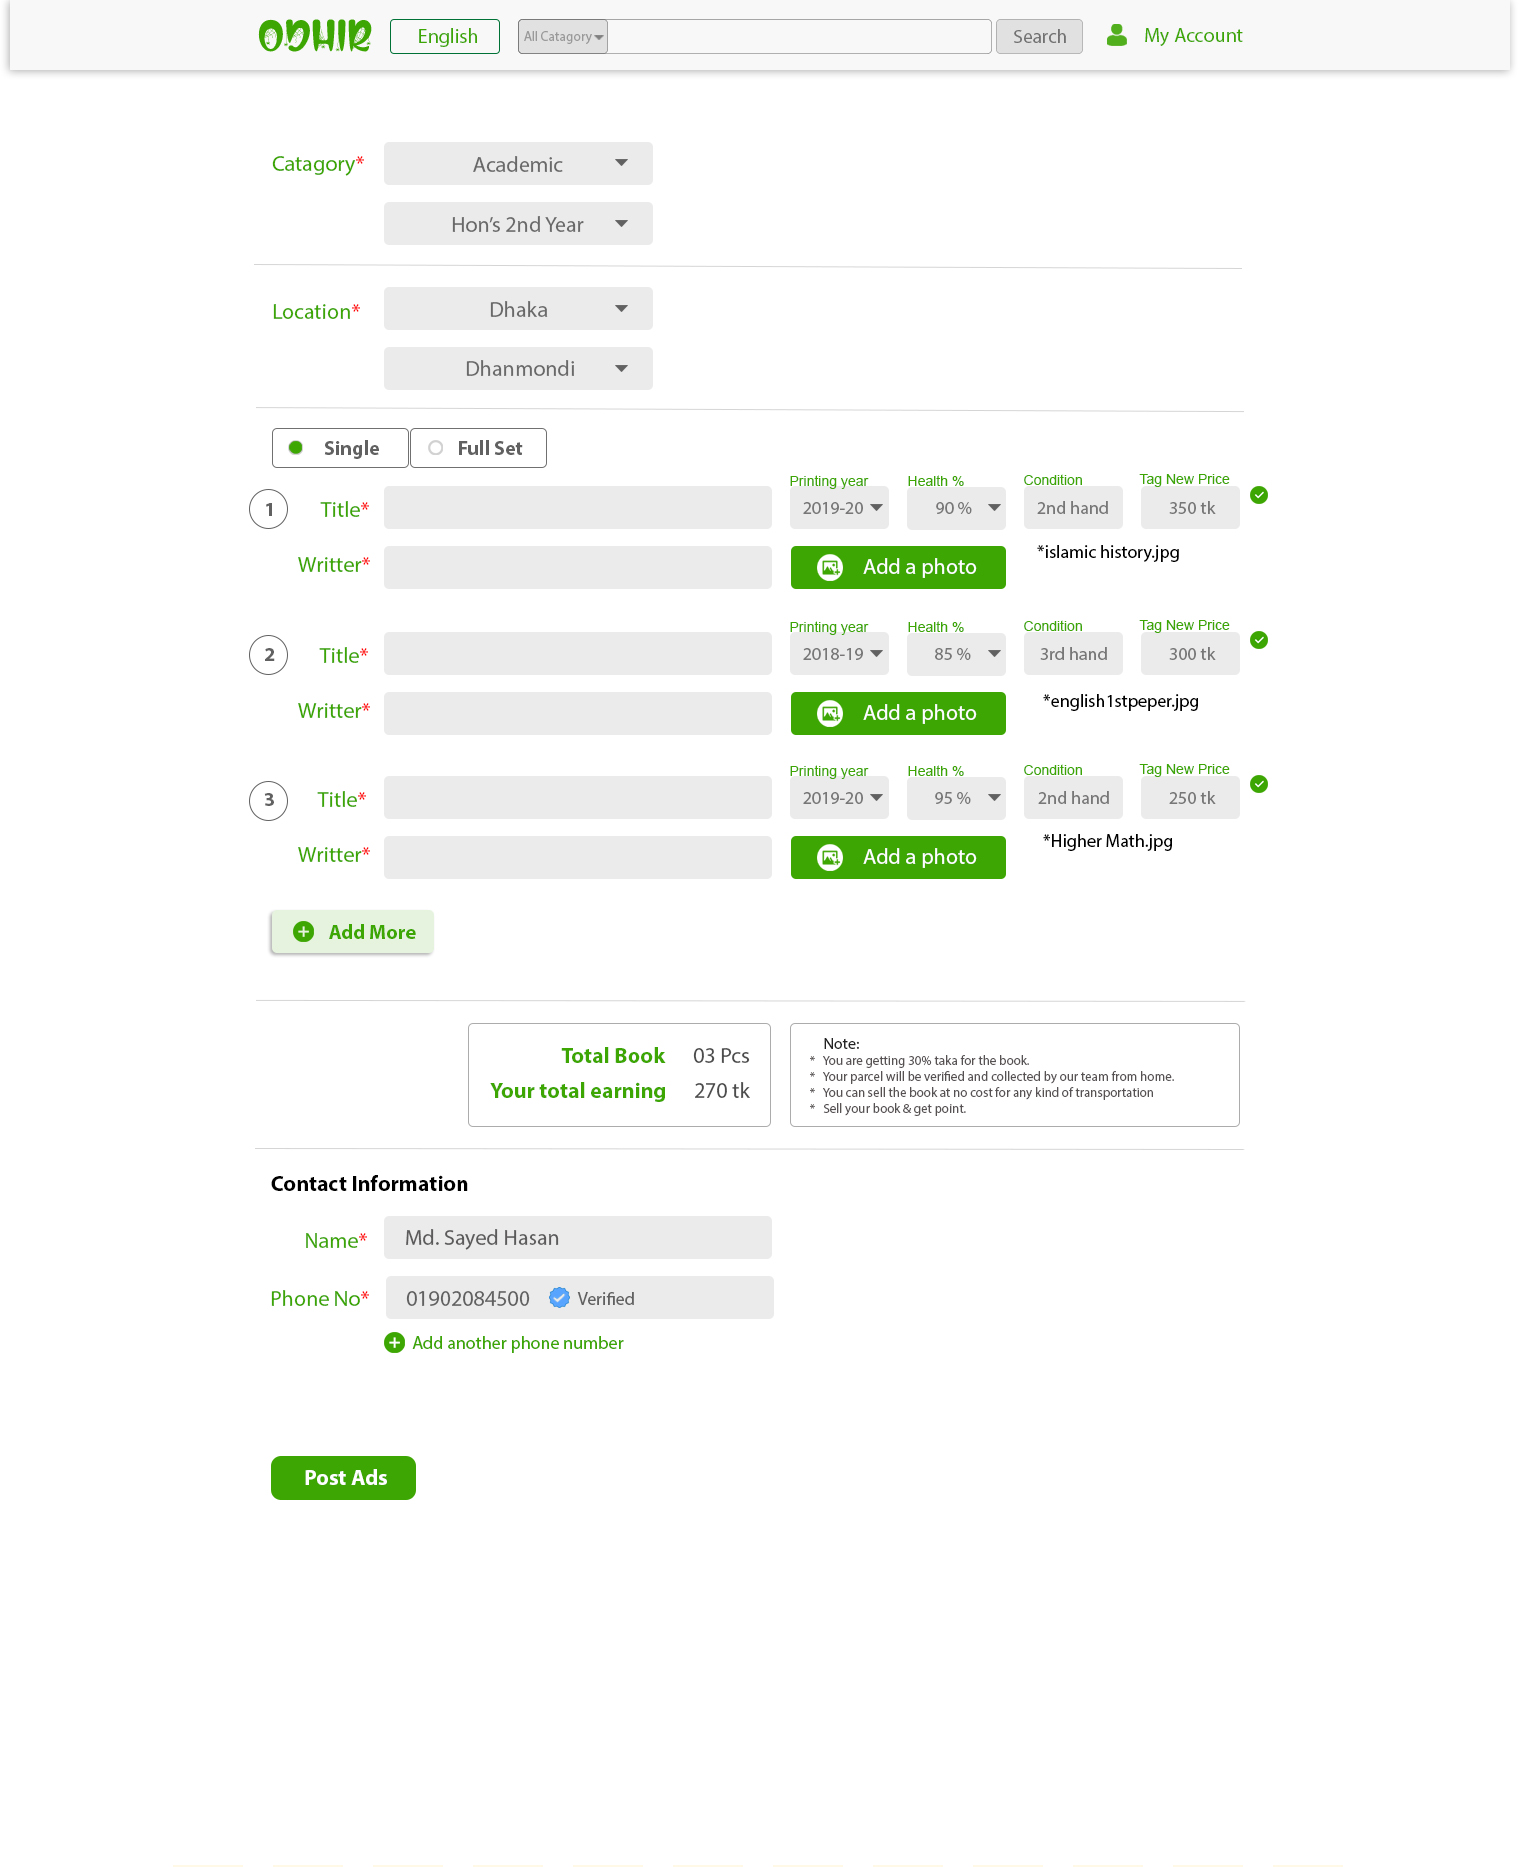 ODHIR English All Catagory Search My Account
Catagory* Academic
Hon's 2nd Year
Location* Dhaka
Dhanmondi
Single Full Set
Printing year Health % Condition Tag New Price
1 Title* 2019-20 90 % 2nd hand 350 tk
Writter* Add a photo *islamic history.jpg
Printing year Health % Condition Tag New Price
2 Title* 2018-19 85 % 3rd hand 300 tk
Writter* Add a photo *english1stpeper.jpg
Printing year Health % Condition Tag New Price
3 Title* 2019-20 95 % 2nd hand 250 tk
Writter* Add a photo *Higher Math.jpg
Add More
Total Book 03 Pcs
Your total earning 270 tk
Note:
* You are getting 30% taka for the book.
* Your parcel will be verified and collected by our team from home.
* You can sell the book at no cost for any kind of transportation
* Sell your book & get point.
Contact Information
Name* Md. Sayed Hasan
Phone No* 01902084500 Verified
Add another phone number
Post Ads